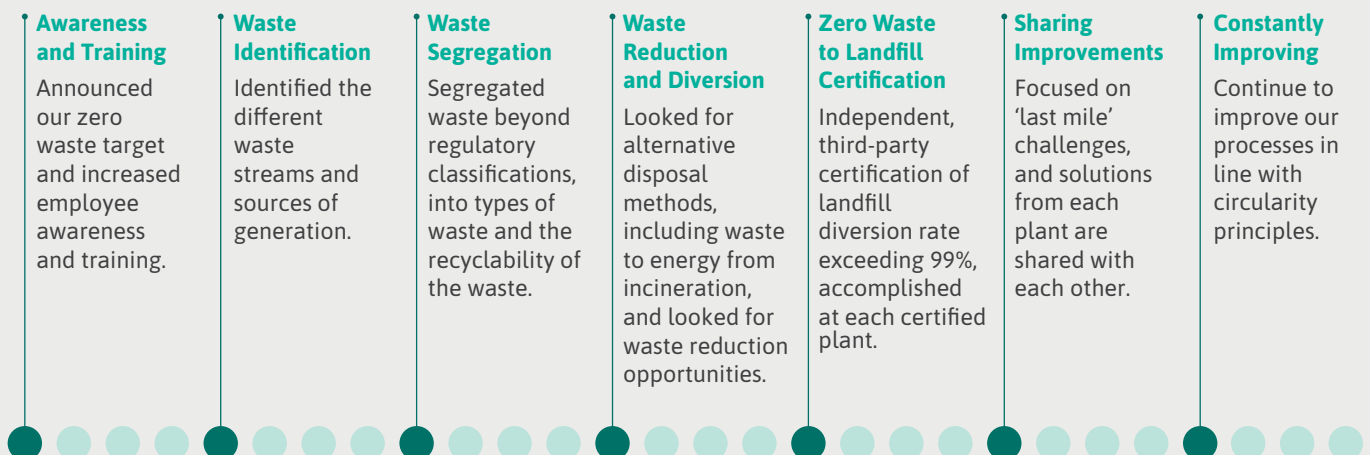 Awareness
and Training
Announced
our zero
waste target
and increased
employee
awareness
and training.
Waste
Identification
Identified the
different
waste
streams and
sources of
generation.
Waste
Segregation
Segregated
waste beyond
regulatory
classifications,
into types of
waste and the
recyclability of
the waste.
Waste
Reduction
and Diversion
Looked for
alternative
disposal
methods,
including waste
to energy from
incineration,
and looked for
waste reduction
opportunities.
Zero Waste
to Landfill
Certification
Independent,
third-party
certification of
landfill
diversion rate
exceeding 99%,
accomplished
at each certified
plant.
Sharing
Improvements
Focused on
‘last mile’
challenges,
and solutions
from each
plant are
shared with
each other.
Constantly
Improving
Continue to
improve our
processes in
line with
circularity
principles.